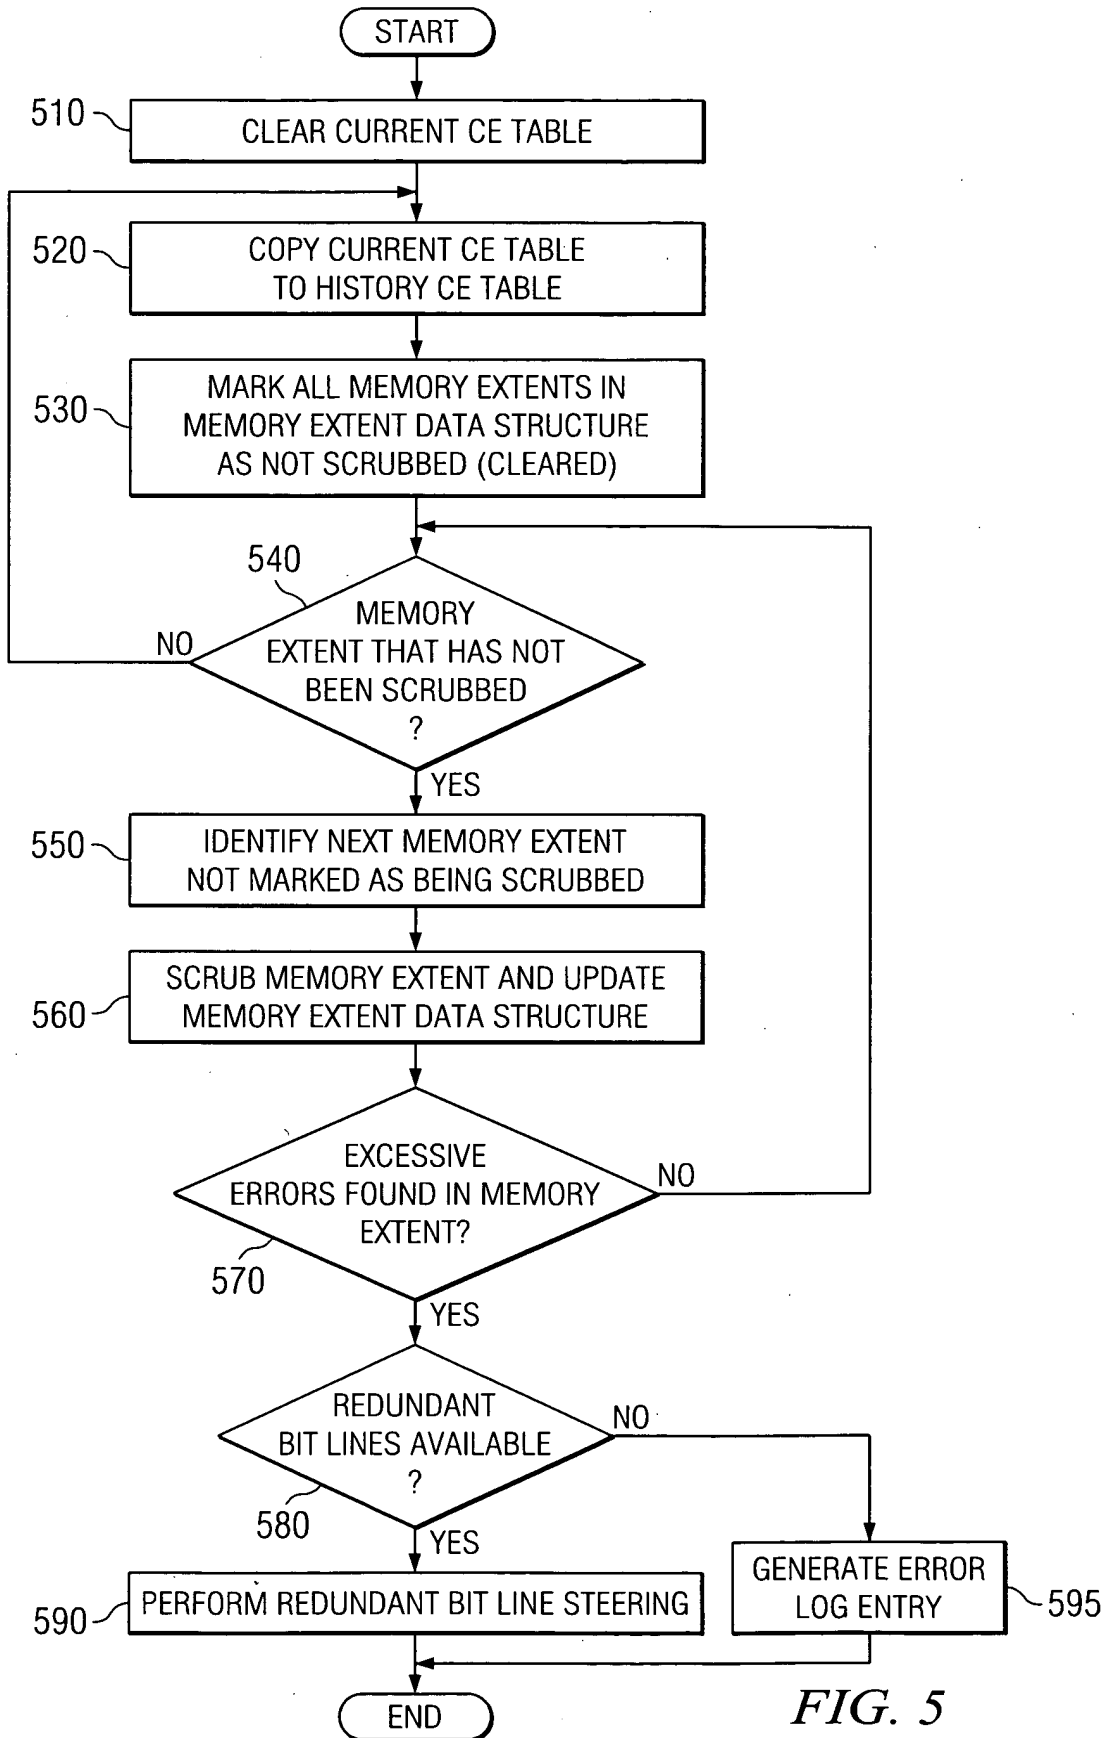 START
510
CLEAR CURRENT CE TABLE
520
COPY CURRENT CE TABLE
TO HISTORY CE TABLE
530
MARK ALL MEMORY EXTENTS IN
MEMORY EXTENT DATA STRUCTURE
AS NOT SCRUBBED (CLEARED)
540
MEMORY
EXTENT THAT HAS NOT
BEEN SCRUBBED
?
NO
YES
550
IDENTIFY NEXT MEMORY EXTENT
NOT MARKED AS BEING SCRUBBED
560
SCRUB MEMORY EXTENT AND UPDATE
MEMORY EXTENT DATA STRUCTURE
EXCESSIVE
ERRORS FOUND IN MEMORY
EXTENT?
NO
570
YES
REDUNDANT
BIT LINES AVAILABLE
?
NO
580
YES
590
PERFORM REDUNDANT BIT LINE STEERING
GENERATE ERROR
LOG ENTRY
595
END
FIG. 5